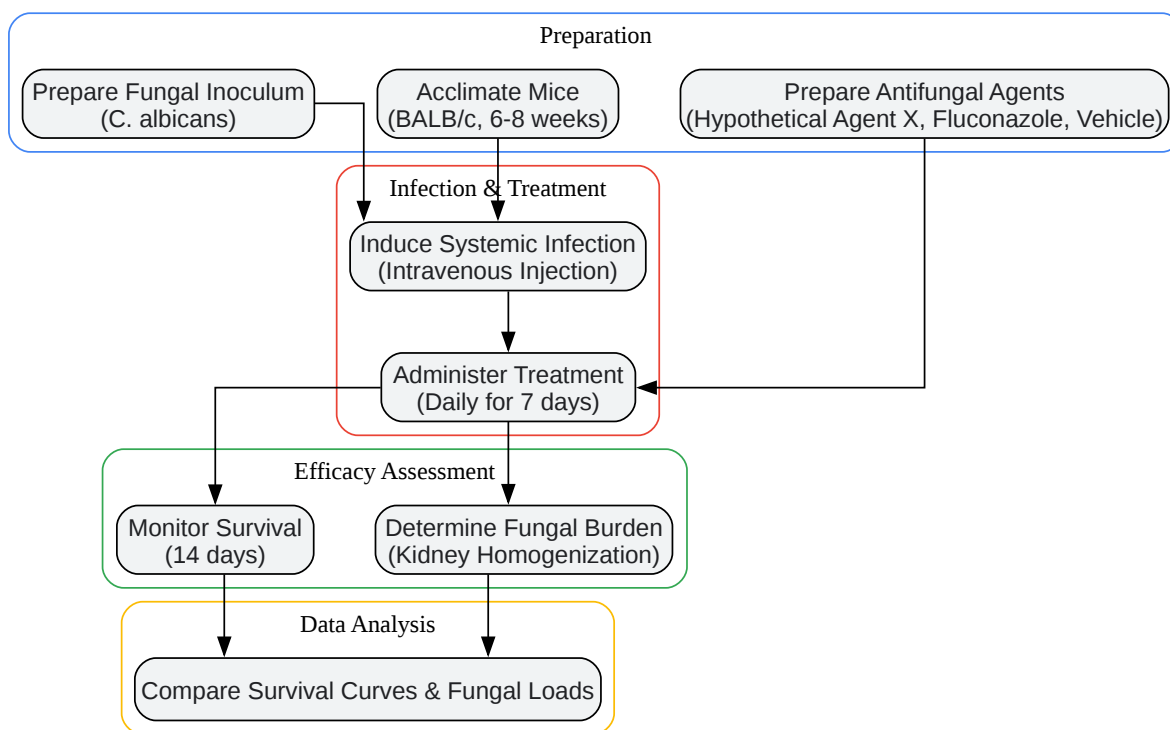 Preparation
Prepare Fungal Inoculum
(C. albicans)
Acclimate Mice
(BALB/c, 6-8 weeks)
Prepare Antifungal Agents
(Hypothetical Agent X, Fluconazole, Vehicle)
Infection & Treatment
Induce Systemic Infection
(Intravenous Injection)
Administer Treatment
(Daily for 7 days)
Efficacy Assessment
Monitor Survival
(14 days)
Determine Fungal Burden
(Kidney Homogenization)
Data Analysis
Compare Survival Curves & Fungal Loads